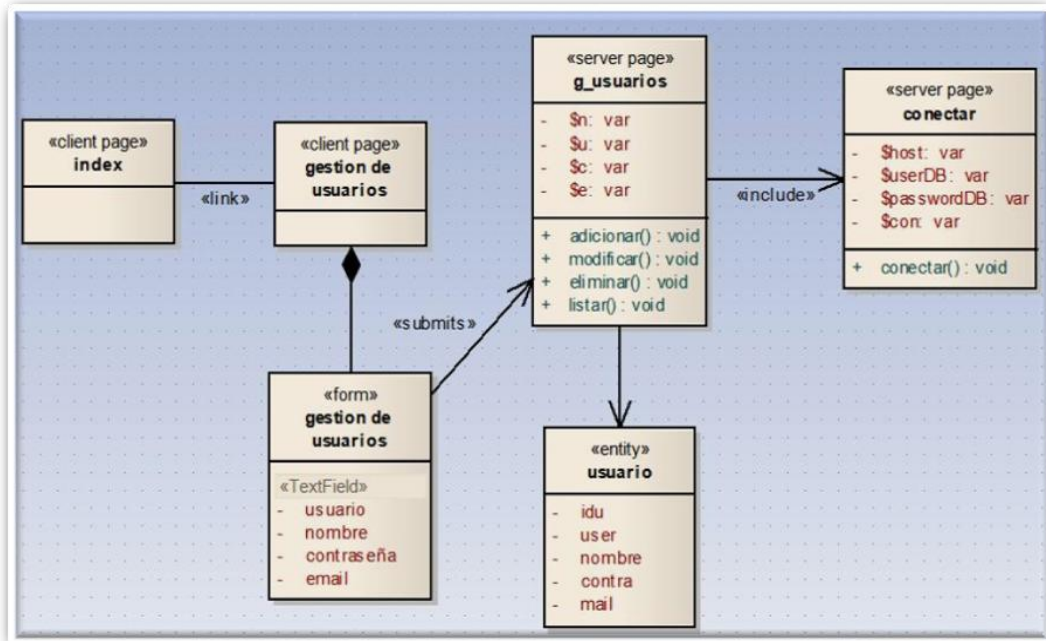 «client page»
index
«link»
«client page»
gestion de
usuarios
«form»
gestion de
usuarios
«TextField»
- usuario
- nombre
- contraseña
- email
«submits»
«server page»
g_usuarios
- $n: var
- $u: var
- $c: var
- $e: var
+ adicionar() : void
+ modificar() : void
+ eliminar() : void
+ listar() : void
«include»
«server page»
conectar
- $host: var
- $userDB: var
- $passwordDB: var
- $con: var
+ conectar() : void
«entity»
usuario
- idu
- user
- nombre
- contra
- mail